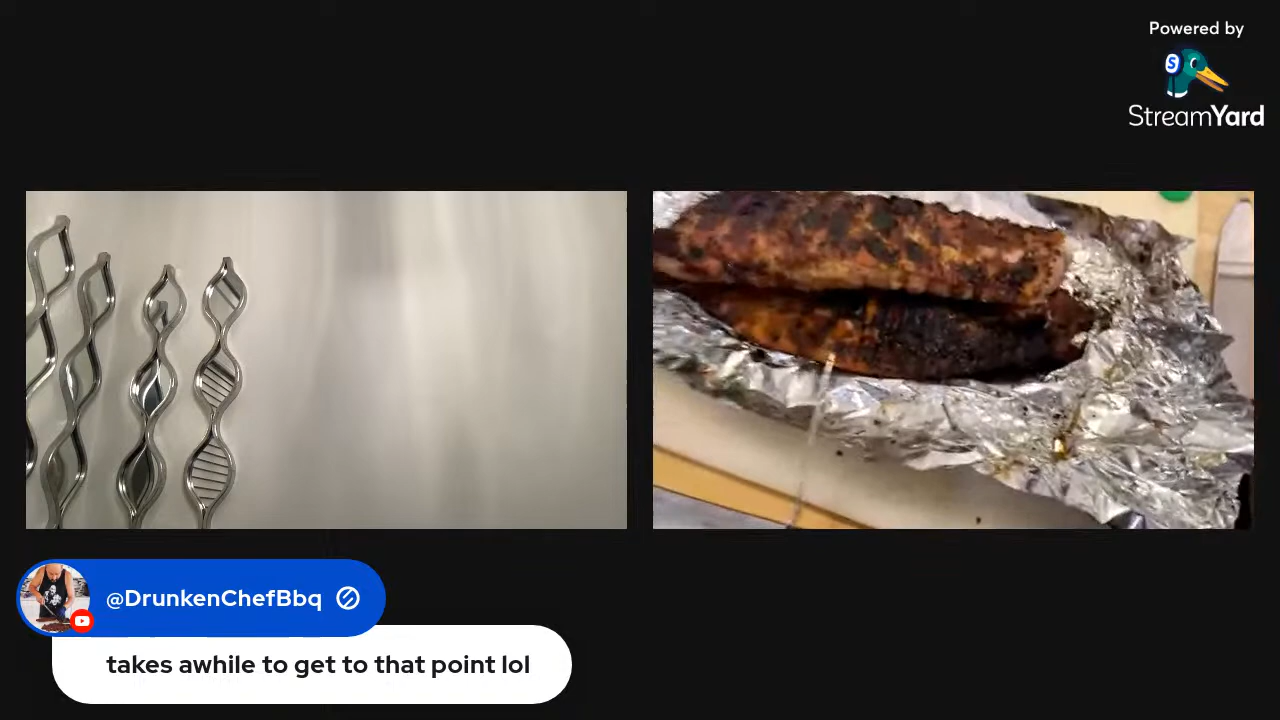 Powered by
StreamYard
@DrunkenChefBbq
takes awhile to get to that point lol